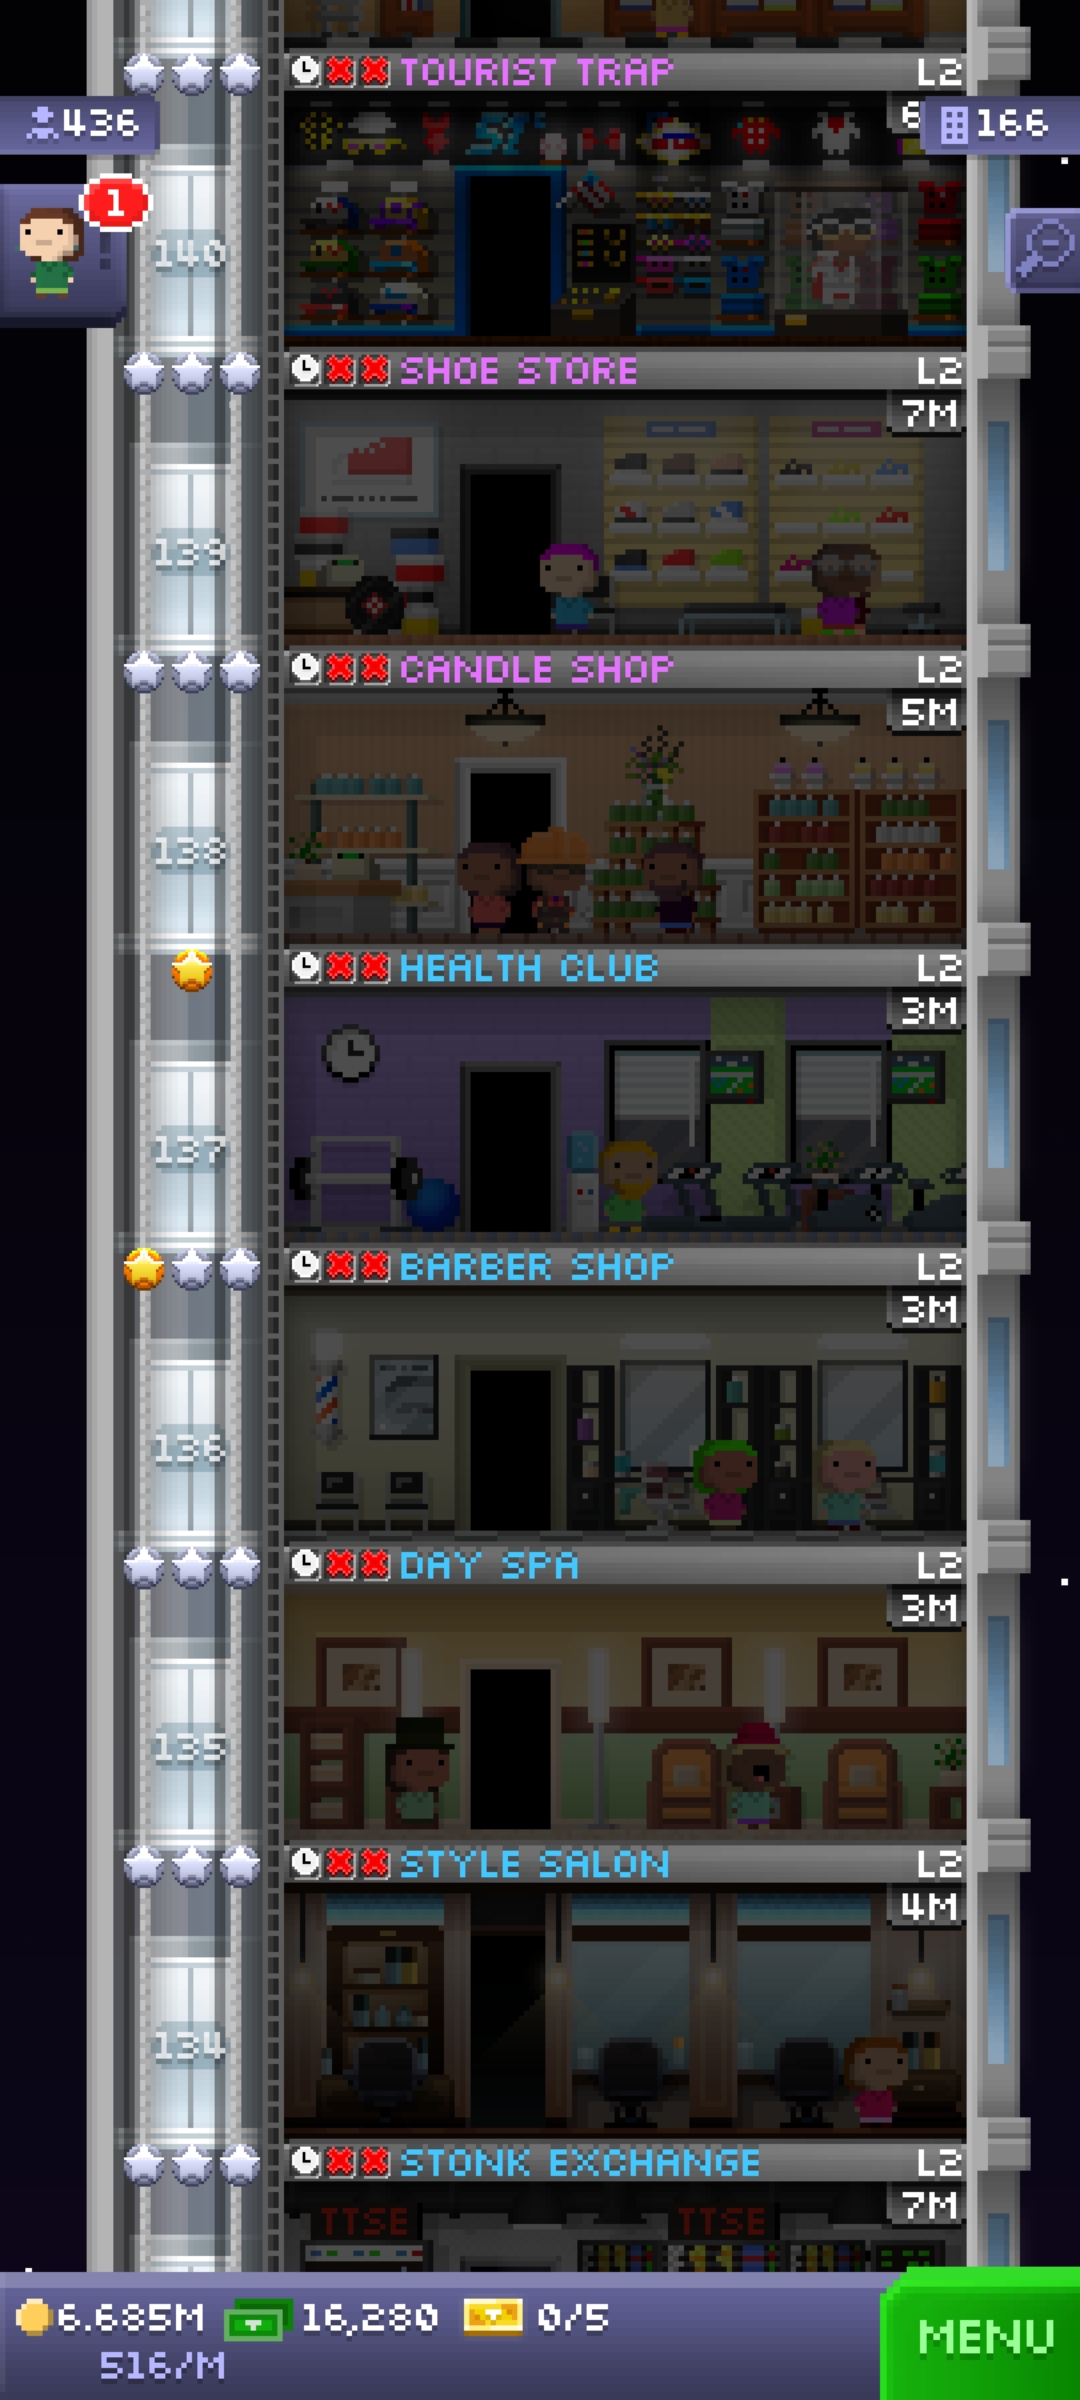 TOURIST TRAP L2
436
6
166
1
140
SHOE STORE L2
7M
139
CANDLE SHOP L2
5M
138
HEALTH CLUB L2
3M
137
BARBER SHOP L2
3M
136
DAY SPA L2
3M
135
STYLE SALON L2
4M
134
STONK EXCHANGE L2
7M
TTSE TTSE
6.685M 16,280 0/5
516/M
MENU